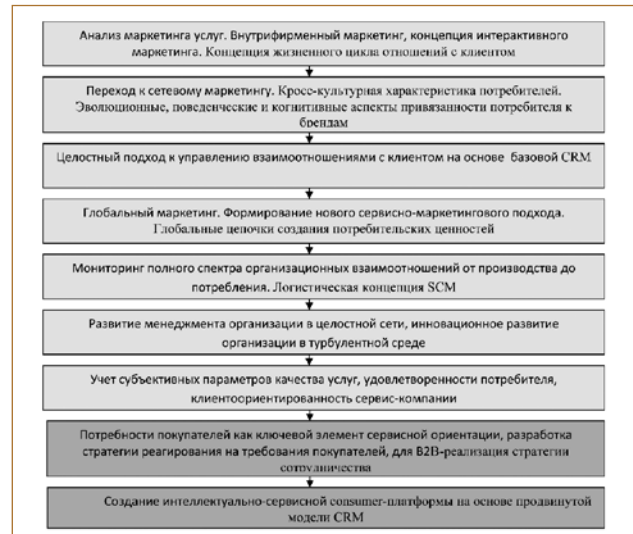 Анализ маркетинга услуг. Внутрифирменный маркетинг, концепция интерактивного
маркетинга. Концепция жизненного цикла отношений с клиентом
Переход к сетевому маркетингу. Кросс-культурная характеристика потребителей.
Эволюционные, поведенческие и когнитивные аспекты привязанности потребителя к
брендам
Целостный подход к управлению взаимоотношениями с клиентом на основе базовой CRM
Глобальный маркетинг. Формирование нового сервисно-маркетингового подхода.
Глобальные цепочки создания потребительских ценностей
Мониторинг полного спектра организационных взаимоотношений от производства до
потребления. Логистическая концепция SCM
Развитие менеджмента организации в целостной сети, инновационное развитие
организации в турбулентной среде
Учет субъективных параметров качества услуг, удовлетворенности потребителя,
клиентоориентированность сервис-компании
Потребности покупателей как ключевой элемент сервисной ориентации, разработка
стратегии реагирования на требования покупателей, для B2B-реализация стратегии
сотрудничества
Создание интеллектуально-сервисной consumer-платформы на основе продвинутой
модели CRM